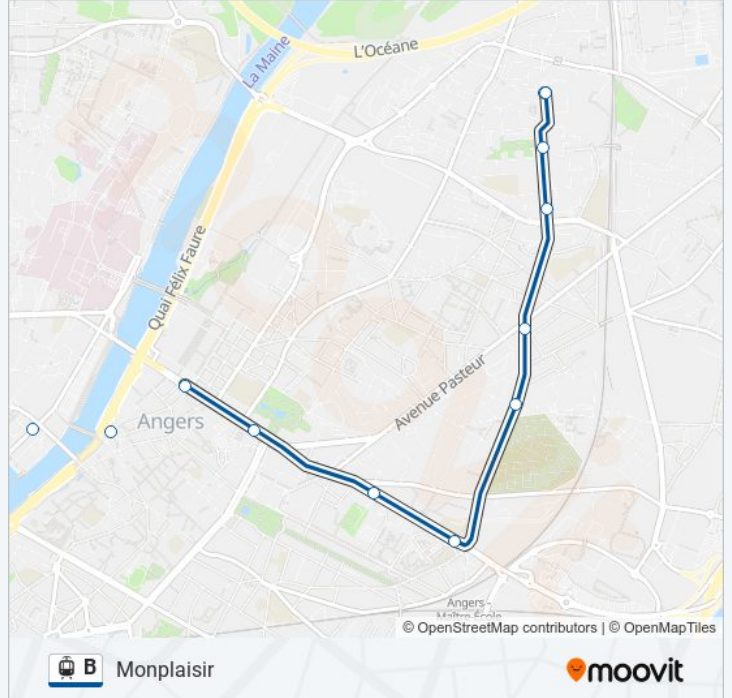 L'Océane
La Maine
Quai Félix Faure
Avenue Pasteur
Angers
Angers -
Maître École
© OpenStreetMap contributors | © OpenMapTiles
B Monplaisir
moovit